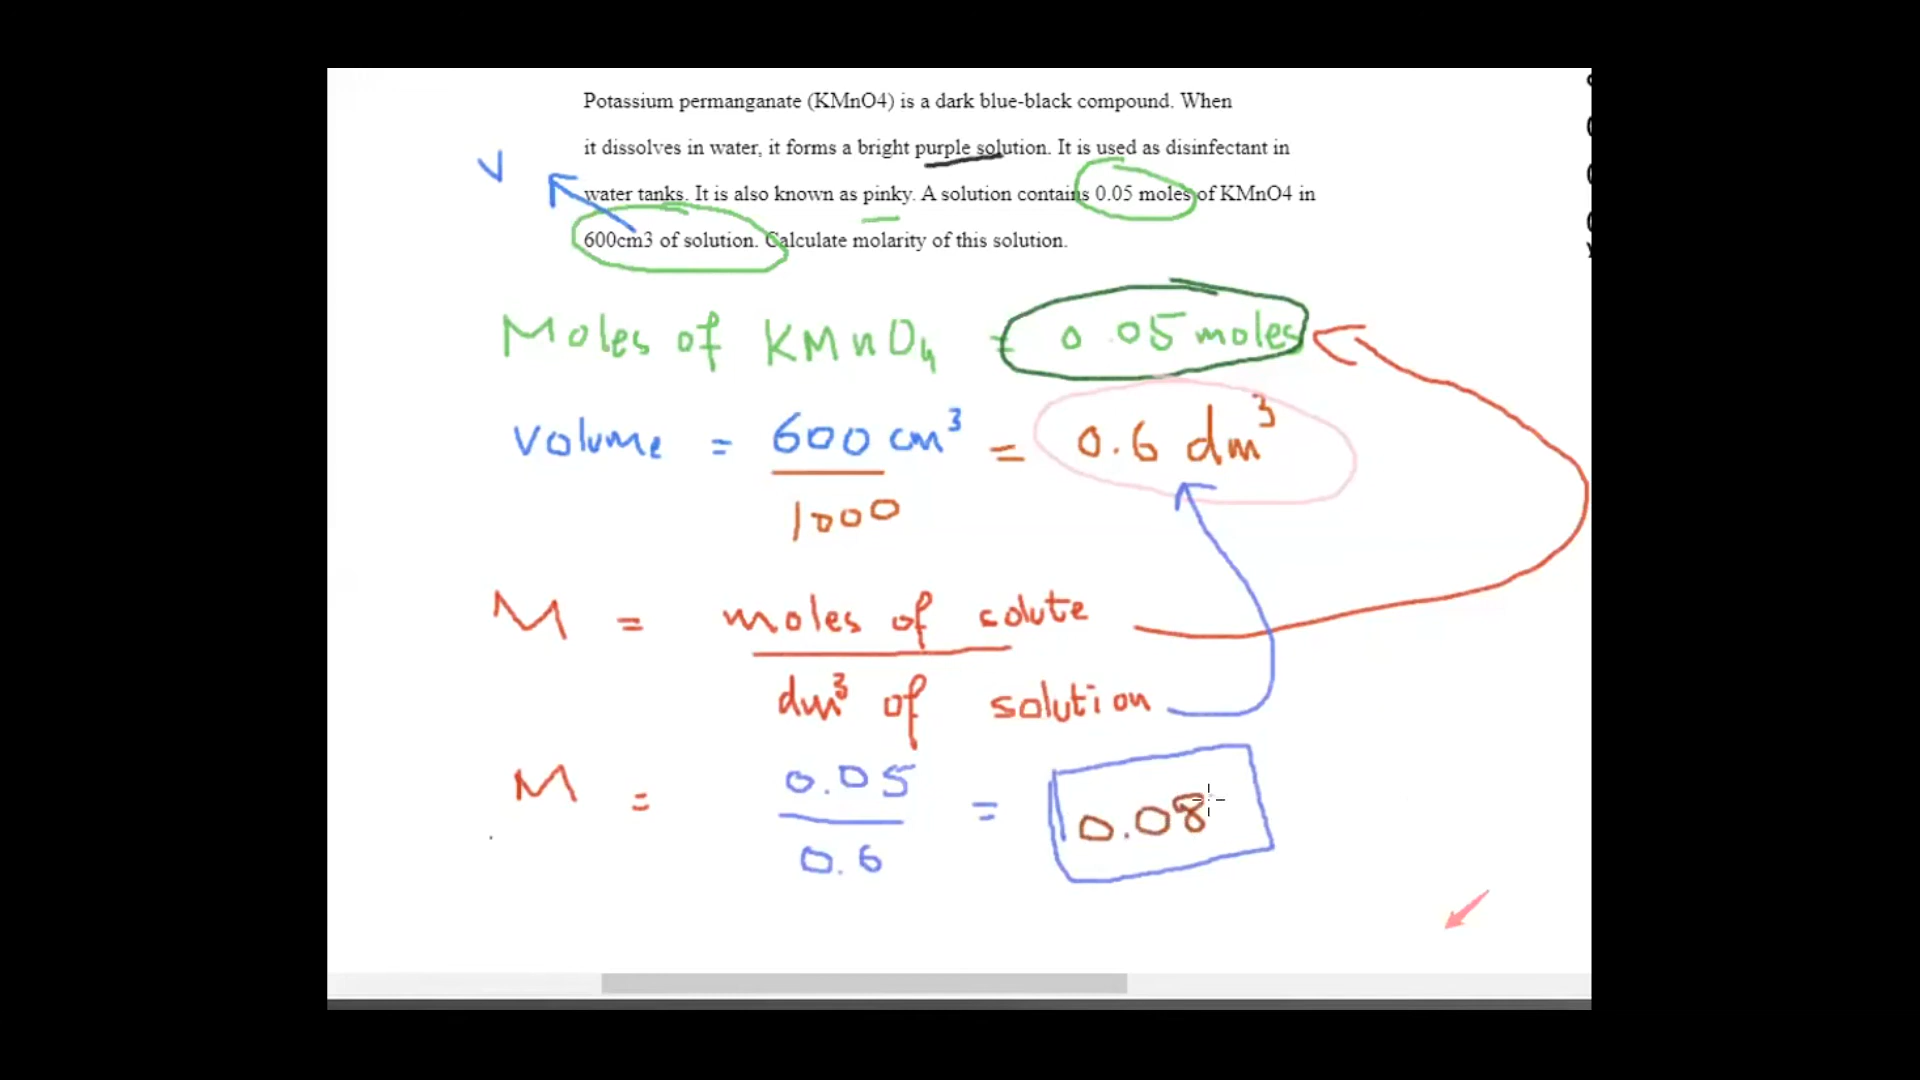 Potassium permanganate (KMnO4) is a dark blue-black compound. When
it dissolves in water, it forms a bright purple solution. It is used as disinfectant in
V
water tanks. It is also known as pinky. A solution contains 0.05 moles of KMnO4 in
600cm3 of solution. Calculate molarity of this solution.
Moles of KMnO₄ = 0.05 moles
Volume = 600 cm³ = 0.6 dm³
1000
M = moles of solute
dm³ of solution
M = 0.05 = 0.08
0.6